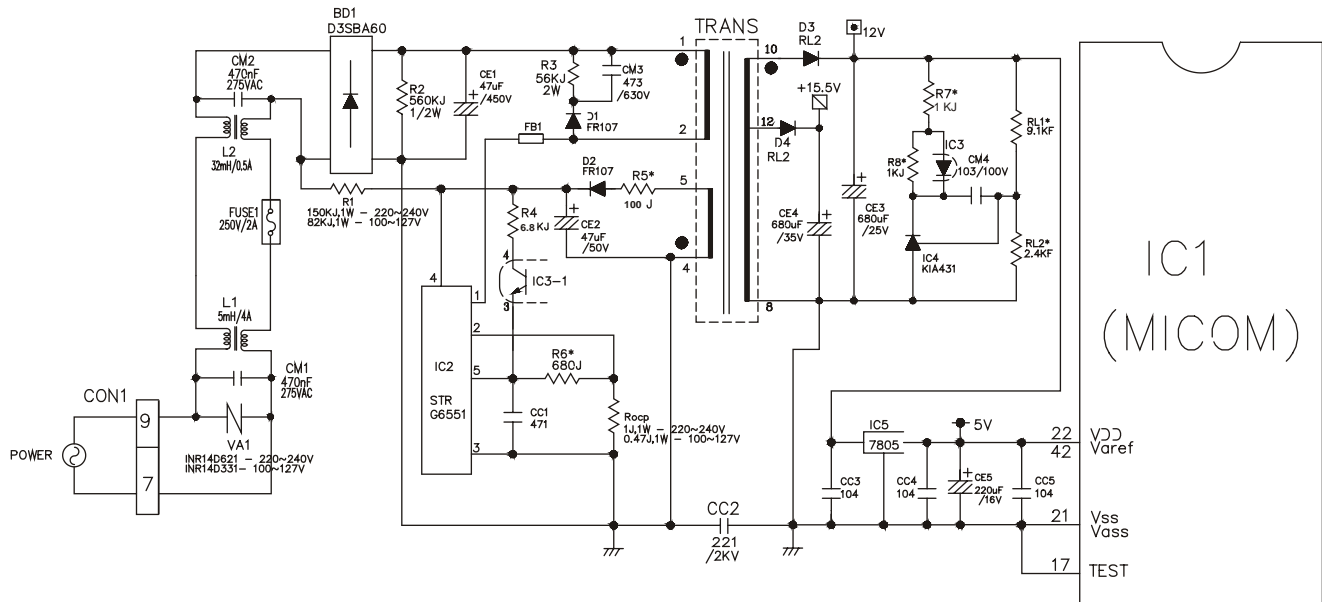 BD1
D3SBA60
TRANS
D3
RL2
12V
CM2
470nF
275VAC
1
10
R3
56KJ
2W
CM3
473
/630V
R2
560KJ
1/2W
CE1
47uF
/450V
+
+15.5V
R7*
1 KJ
RL1*
9.1KF
D1
FR107
FB1
2
12
D4
RL2
IC3
L2
32mH/0.5A
D2
FR107
R5*
100 J
5
R8*
1KJ
CM4
103/100V
R1
150KJ,1W - 220~240V
82KJ,1W - 100~127V
FUSE1
250V/2A
R4
6.8 KJ
+
CE2
47uF
/50V
4
+
CE4
680uF
/35V
+
CE3
680uF
/25V
IC4
KIA431
RL2*
2.4KF
IC1
(MICOM)
4
4
IC3-1
3
1
8
L1
5mH/4A
2
IC2
STR
G6551
5
R6*
680J
CM1
470nF
275VAC
CON1
9
7
POWER
VA1
INR14D621 - 220~240V
INR14D331- 100~127V
CC1
471
Rocp
1J,1W - 220~240V
0.47J,1W - 100~127V
3
IC5
7805
5V
22
42
VDD
Varef
CC3
104
CC4
104
+
CE5
220uF
/16V
CC5
104
CC2
221
/2KV
21
Vss
Vass
17
TEST